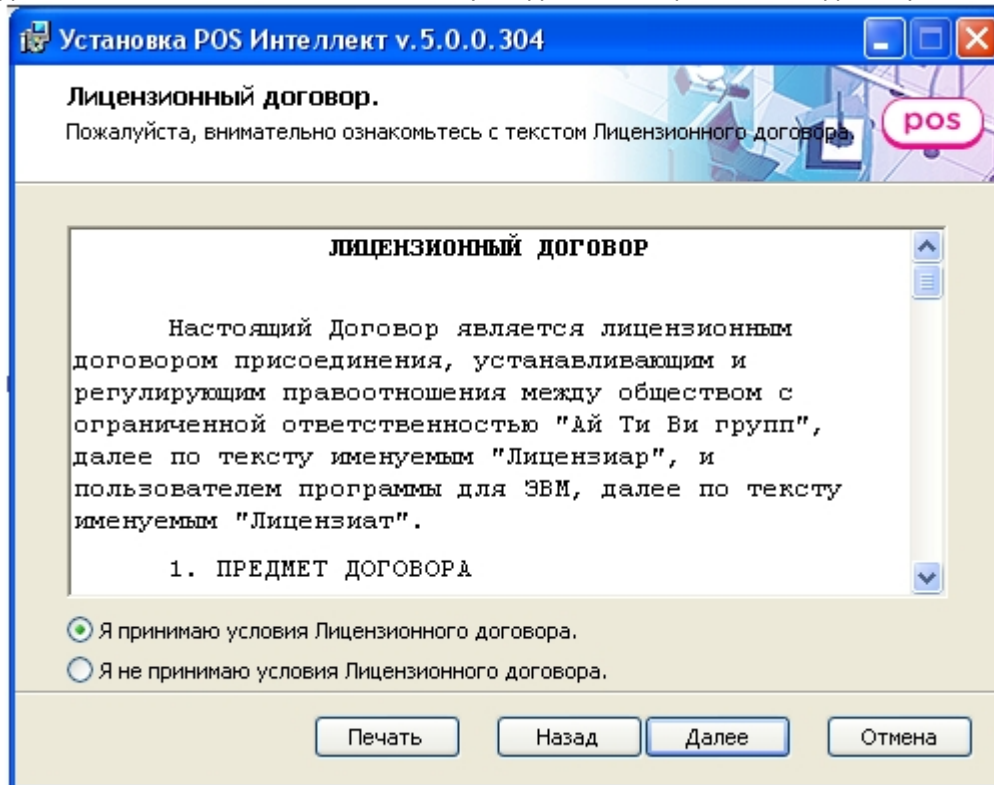 Установка POS Интеллект v.5.0.0.304
Лицензионный договор.
Пожалуйста, внимательно ознакомьтесь с текстом Лицензионного договора.
pos
ЛИЦЕНЗИОННЫЙ ДОГОВОР
Настоящий Договор является лицензионным
договором присоединения, устанавливающим и
регулирующим правоотношения между обществом с
ограниченной ответственностью "Ай Ти Ви групп",
далее по тексту именуемым "Лицензиар", и
пользователем программы для ЭВМ, далее по тексту
именуемым "Лицензиат".
1. ПРЕДМЕТ ДОГОВОРА
Я принимаю условия Лицензионного договора.
Я не принимаю условия Лицензионного договора.
Печать Назад Далее Отмена